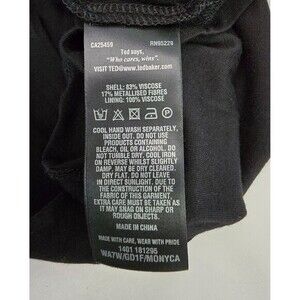 CA25459 RN95220
Ted says,
"Who cares, wins".
VISIT TED@www.tedbaker.com
SHELL: 83% VISCOSE
17% METALLISED FIBRES
LINING: 100% VISCOSE
COOL HAND WASH SEPARATELY,
INSIDE OUT. DO NOT USE
PRODUCTS CONTAINING
BLEACH, OIL OR ALCOHOL. DO
NOT TUMBLE DRY. COOL IRON
ON REVERSE WHILST SLIGHTLY
DAMP, MAY BE DRY CLEANED.
DRY FLAT. DO NOT LEAVE
IN DIRECT SUNLIGHT. DUE TO
THE CONSTRUCTION OF THE
FABRIC OF THIS GARMENT,
EXTRA CARE MUST BE TAKEN AS
IT MAY SNAG ON SHARP OR
ROUGH OBJECTS.
MADE IN CHINA
MADE WITH CARE, WEAR WITH PRIDE
1401 181295
WA7W/GD1F/MONYCA